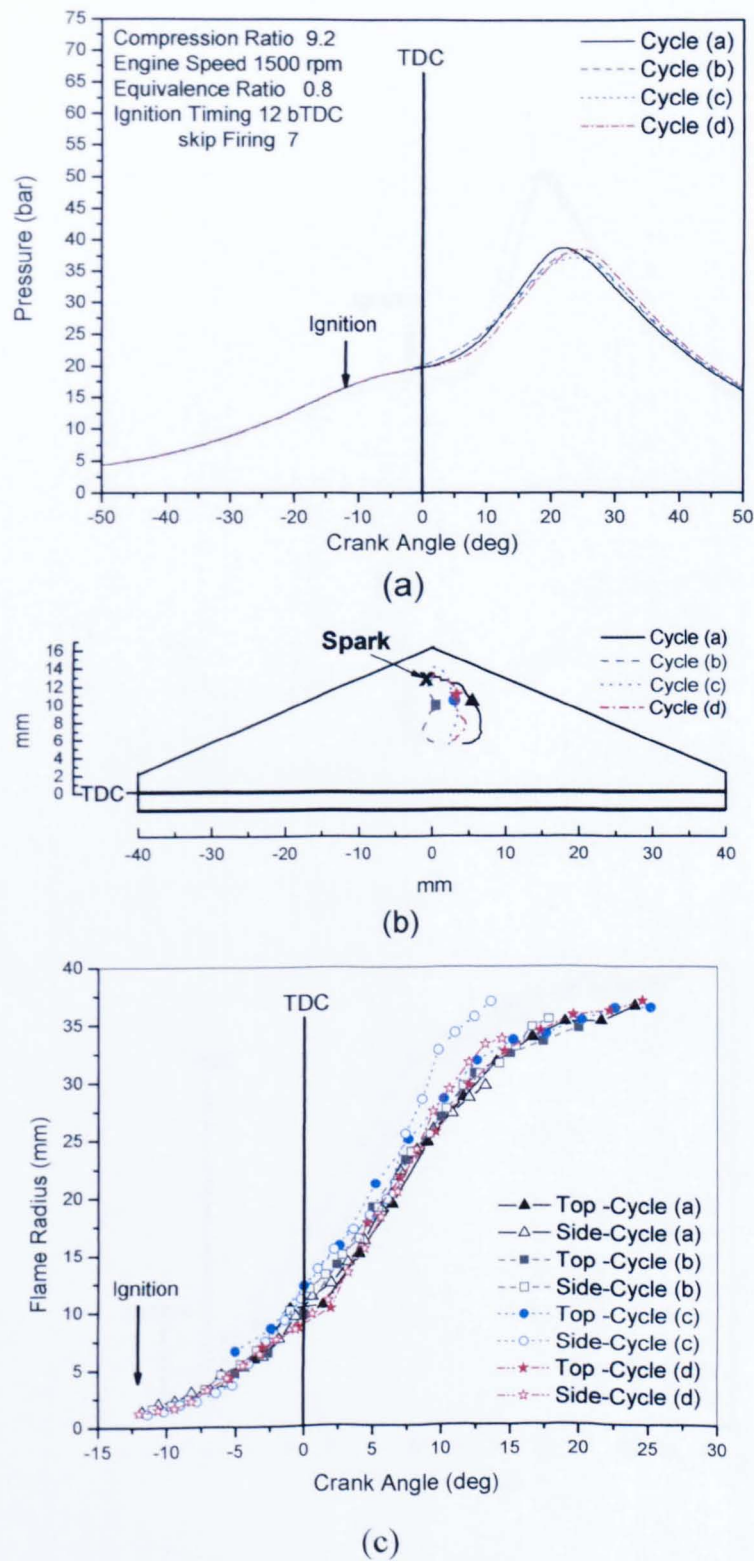 75
70
65
60
55
50
45
40
35
30
25
20
15
10
5
0
Pressure (bar)
Compression Ratio 9.2
Engine Speed 1500 rpm
Equivalence Ratio 0.8
Ignition Timing 12 bTDC
skip Firing 7
TDC
Cycle (a)
Cycle (b)
Cycle (c)
Cycle (d)
Ignition
-50 -40 -30 -20 -10 0 10 20 30 40 50
Crank Angle (deg)
(a)
16
14
12
10
8
6
4
2
0
mm
TDC
Spark
Cycle (a)
Cycle (b)
Cycle (c)
Cycle (d)
-40 -30 -20 -10 0 10 20 30 40
mm
(b)
40
35
30
25
20
15
10
5
0
Flame Radius (mm)
TDC
Ignition
Top -Cycle (a)
Side-Cycle (a)
Top -Cycle (b)
Side-Cycle (b)
Top -Cycle (c)
Side-Cycle (c)
Top -Cycle (d)
Side-Cycle (d)
-15 -10 -5 0 5 10 15 20 25 30
Crank Angle (deg)
(c)